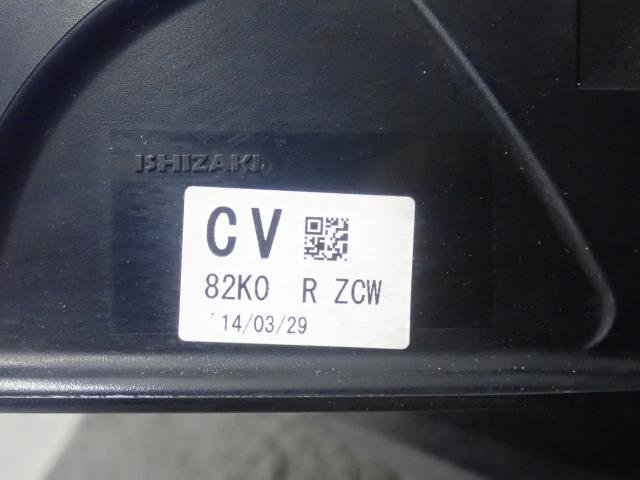 ISHIZAKI
CV
82K0 R ZCW
'14/03/29